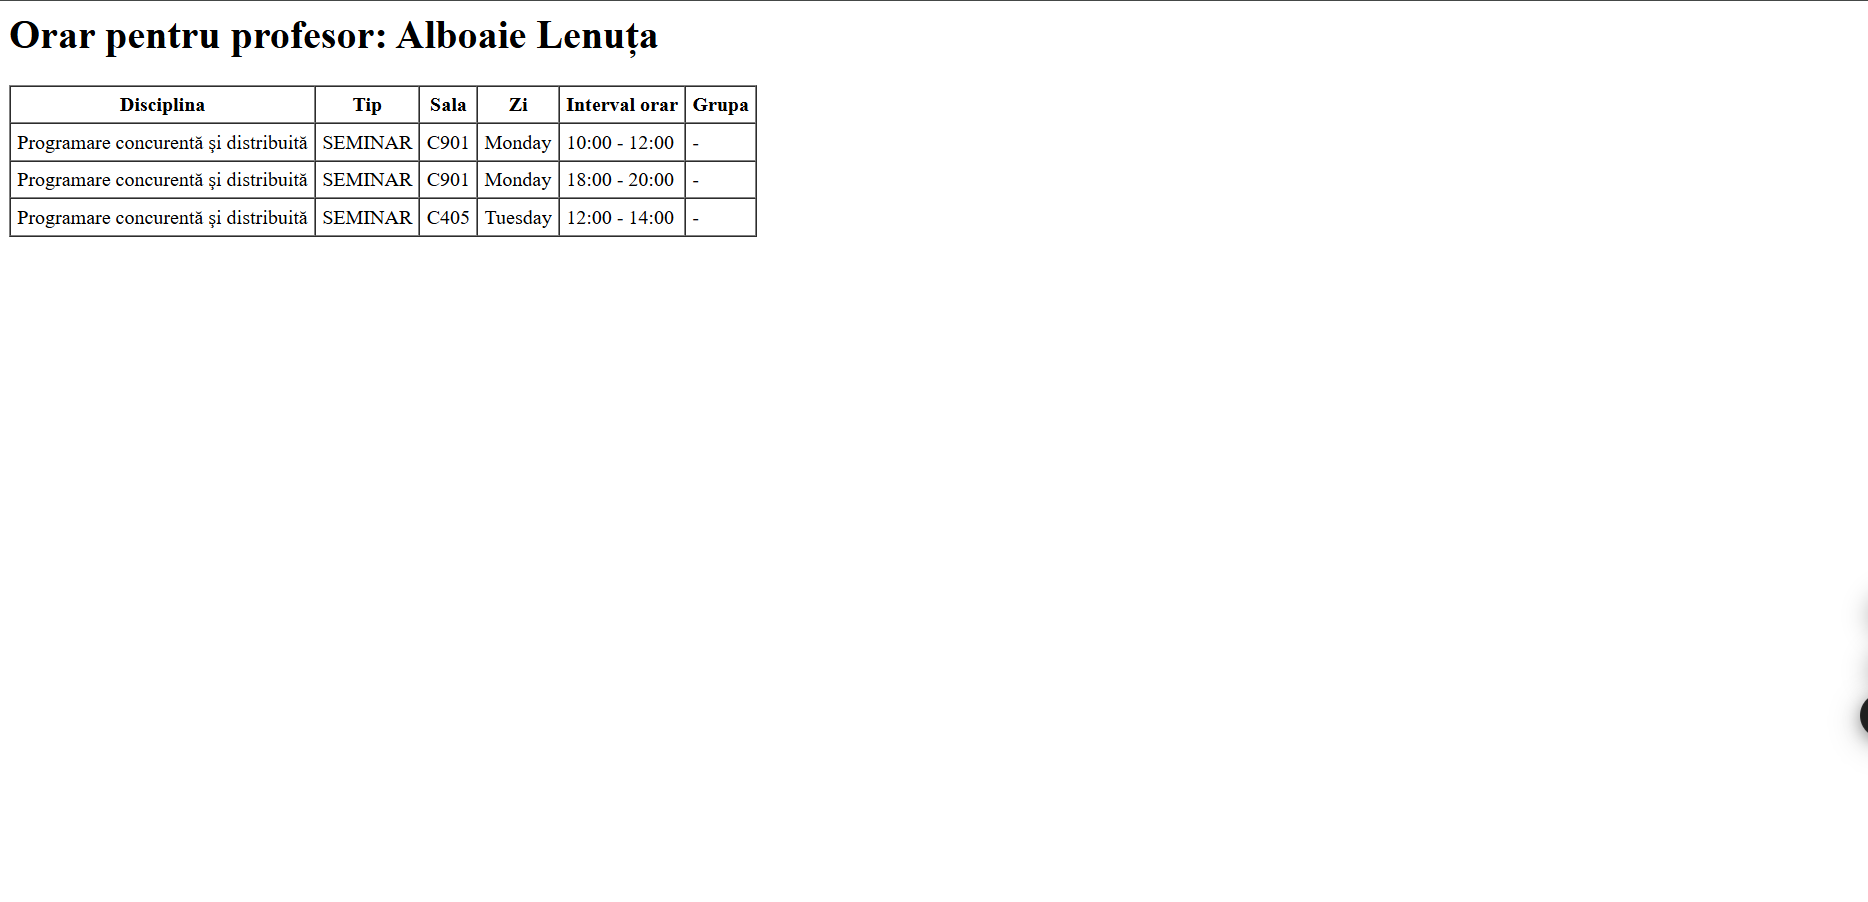 Orar pentru profesor: Alboaie Lenuța
Disciplina Tip Sala Zi Interval orar Grupa
Programare concurentă şi distribuită SEMINAR C901 Monday 10:00 - 12:00 -
Programare concurentă şi distribuită SEMINAR C901 Monday 18:00 - 20:00 -
Programare concurentă şi distribuită SEMINAR C405 Tuesday 12:00 - 14:00 -